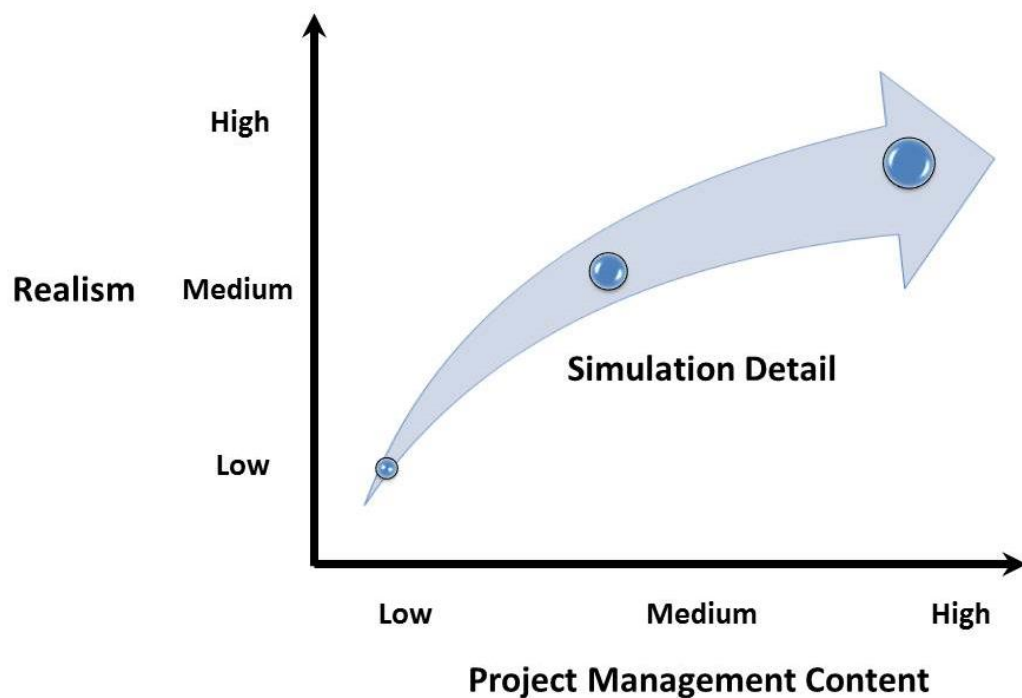 High
Realism
Medium
Simulation Detail
Low
Low
Medium
High
Project Management Content